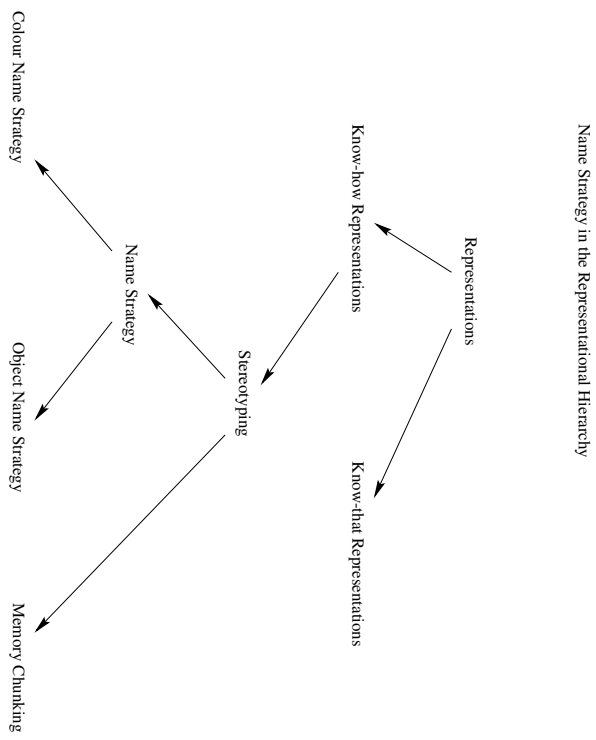 Name Strategy in the Representational Hierarchy
Representations
Know-how Representations
Know-that Representations
Stereotyping
Name Strategy
Colour Name Strategy
Object Name Strategy
Memory Chunking